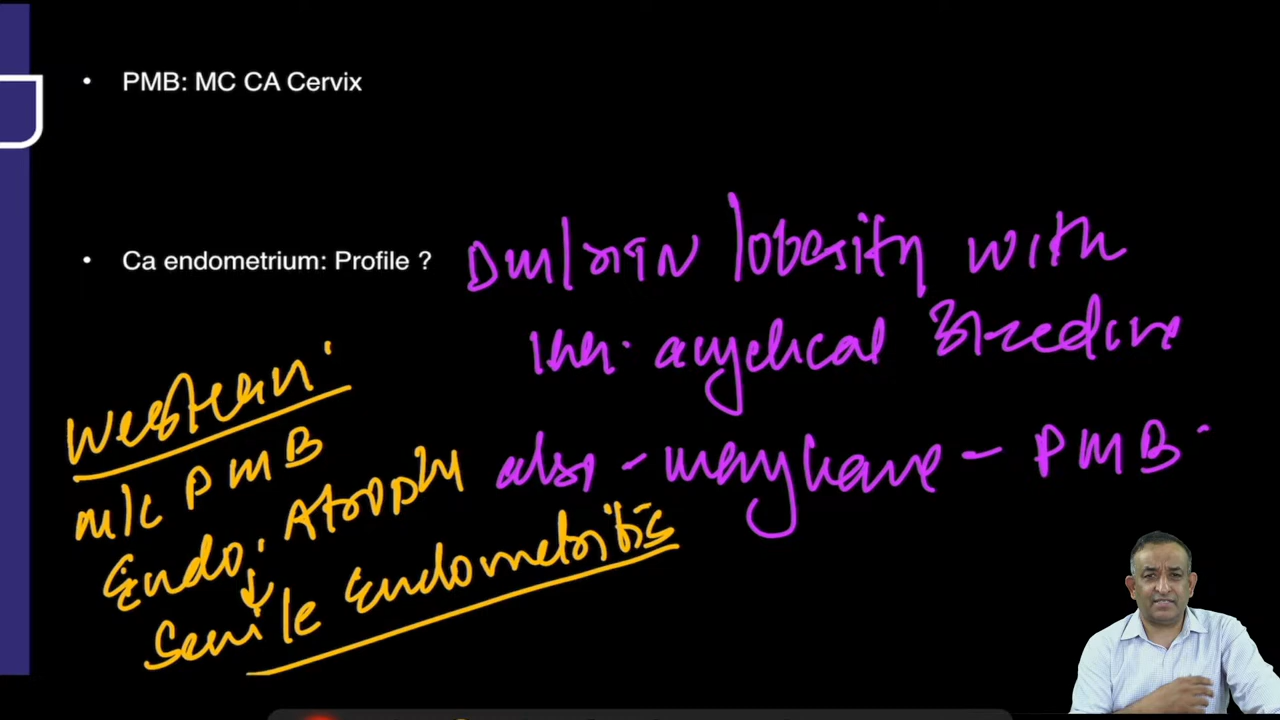 • PMB: MC CA Cervix
• Ca endometrium: Profile ?
Dm/HTN/obesity with
acyclical Bleeding
also - may have - PMB.
Western:
m/c PMB
Endo. Atrophy
↓
Senile Endometritis